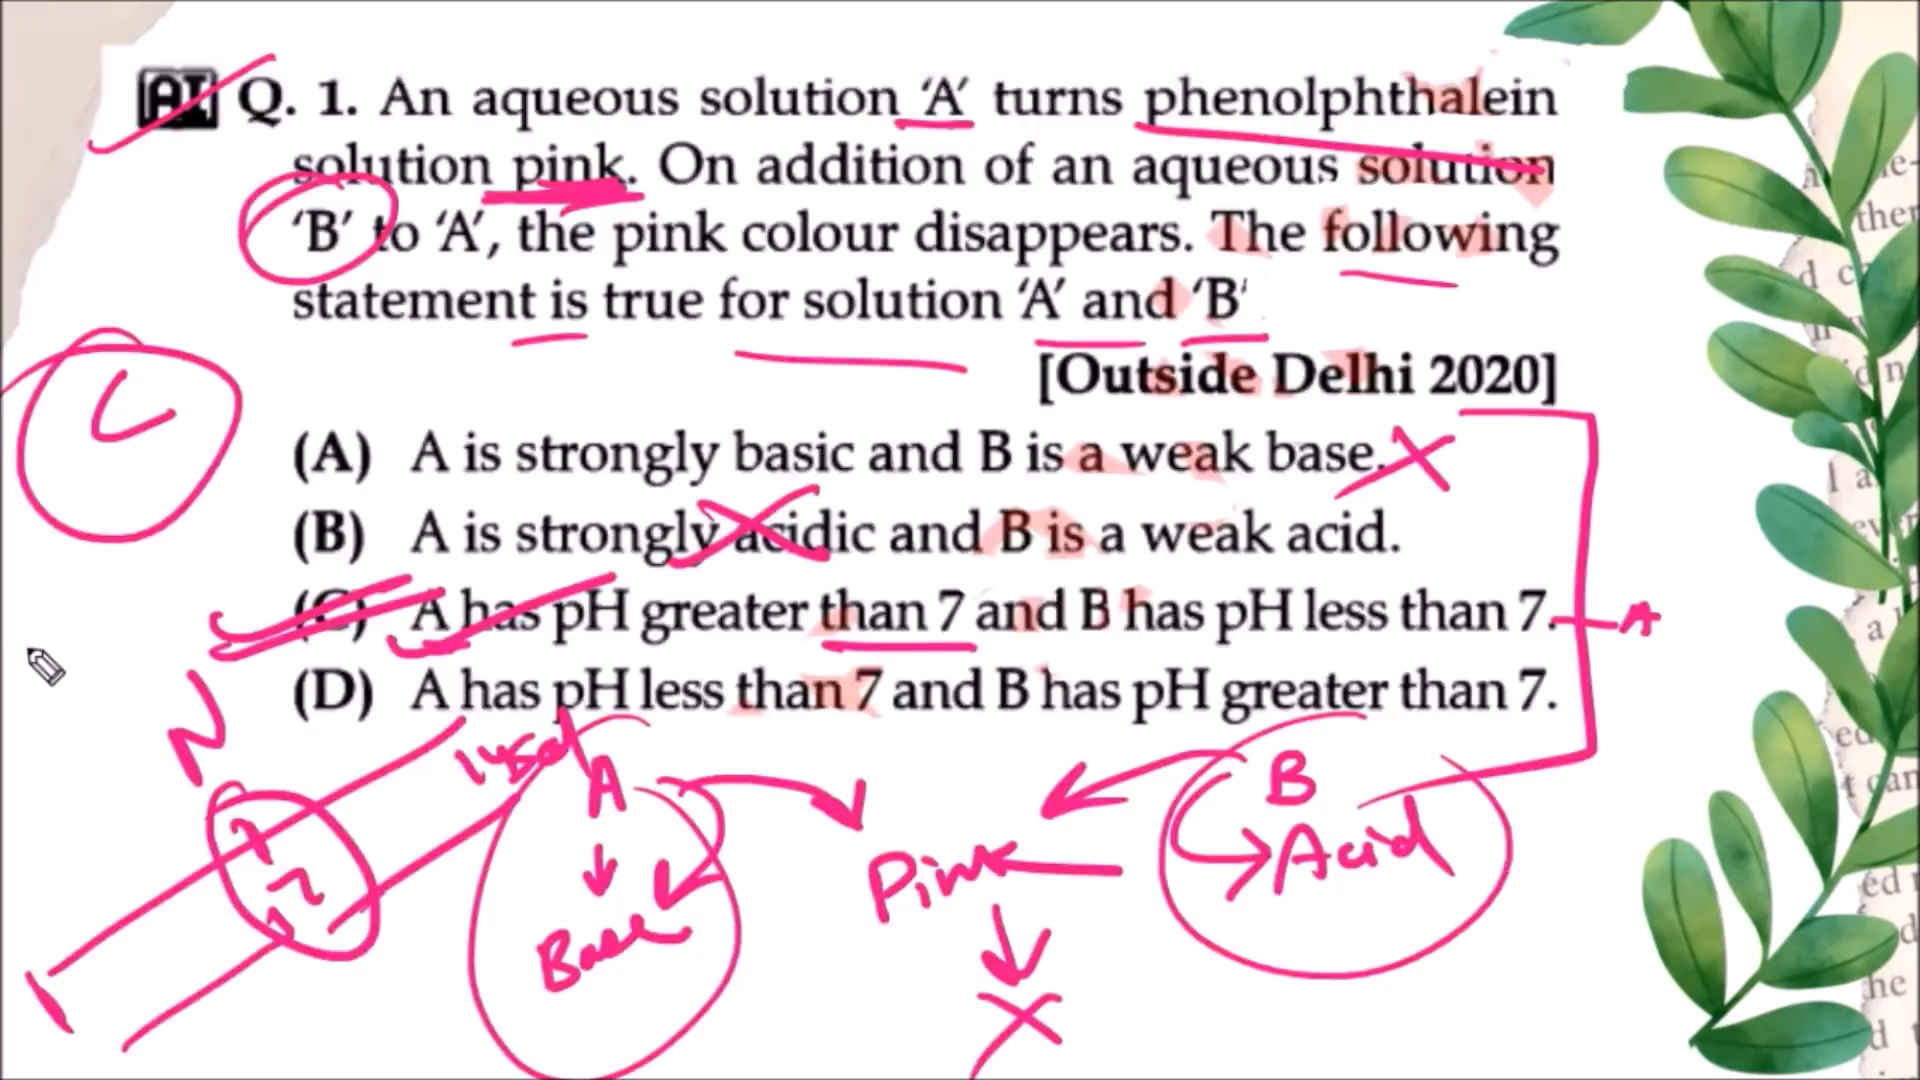 AI Q. 1. An aqueous solution 'A' turns phenolphthalein
solution pink. On addition of an aqueous solution
'B' to 'A', the pink colour disappears. The following
statement is true for solution 'A' and 'B'
[Outside Delhi 2020]
C
(A) A is strongly basic and B is a weak base.
(B) A is strongly acidic and B is a weak acid.
(C) A has pH greater than 7 and B has pH less than 7.
A
(D) A has pH less than 7 and B has pH greater than 7.
N
A
B
Pink
Acid
Base